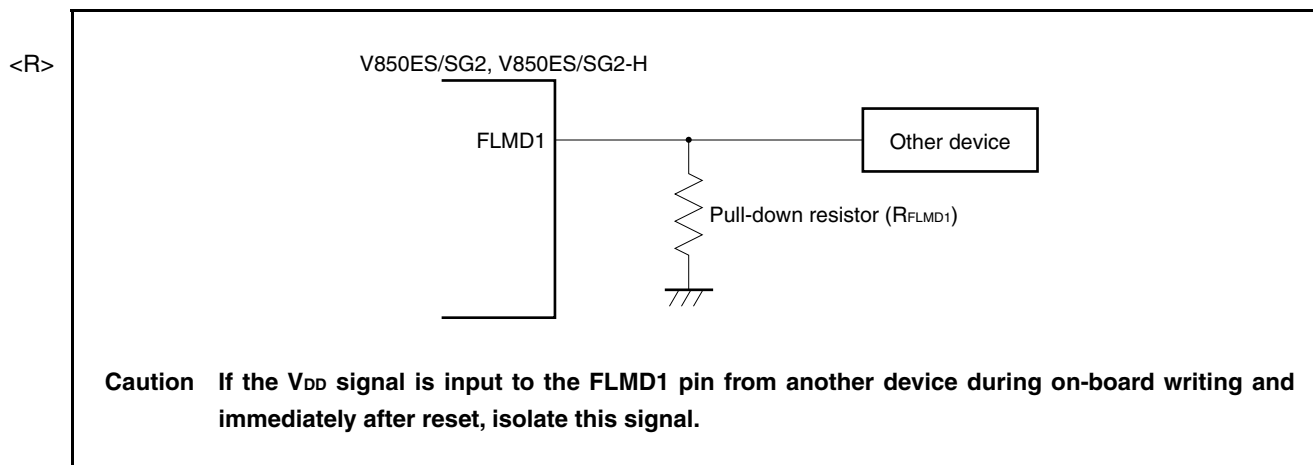 <R>
V850ES/SG2, V850ES/SG2-H
FLMD1
Other device
Pull-down resistor (RFLMD1)
Caution If the VDD signal is input to the FLMD1 pin from another device during on-board writing and
immediately after reset, isolate this signal.